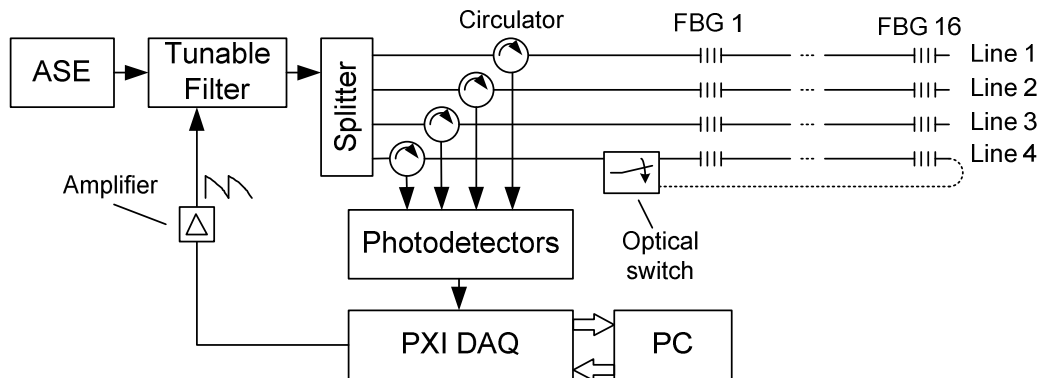 Circulator
FBG 1
FBG 16
ASE
Tunable
Filter
Splitter
...
Line 1
...
Line 2
...
Line 3
...
Line 4
Amplifier
Photodetectors
Optical
switch
PXI DAQ
PC